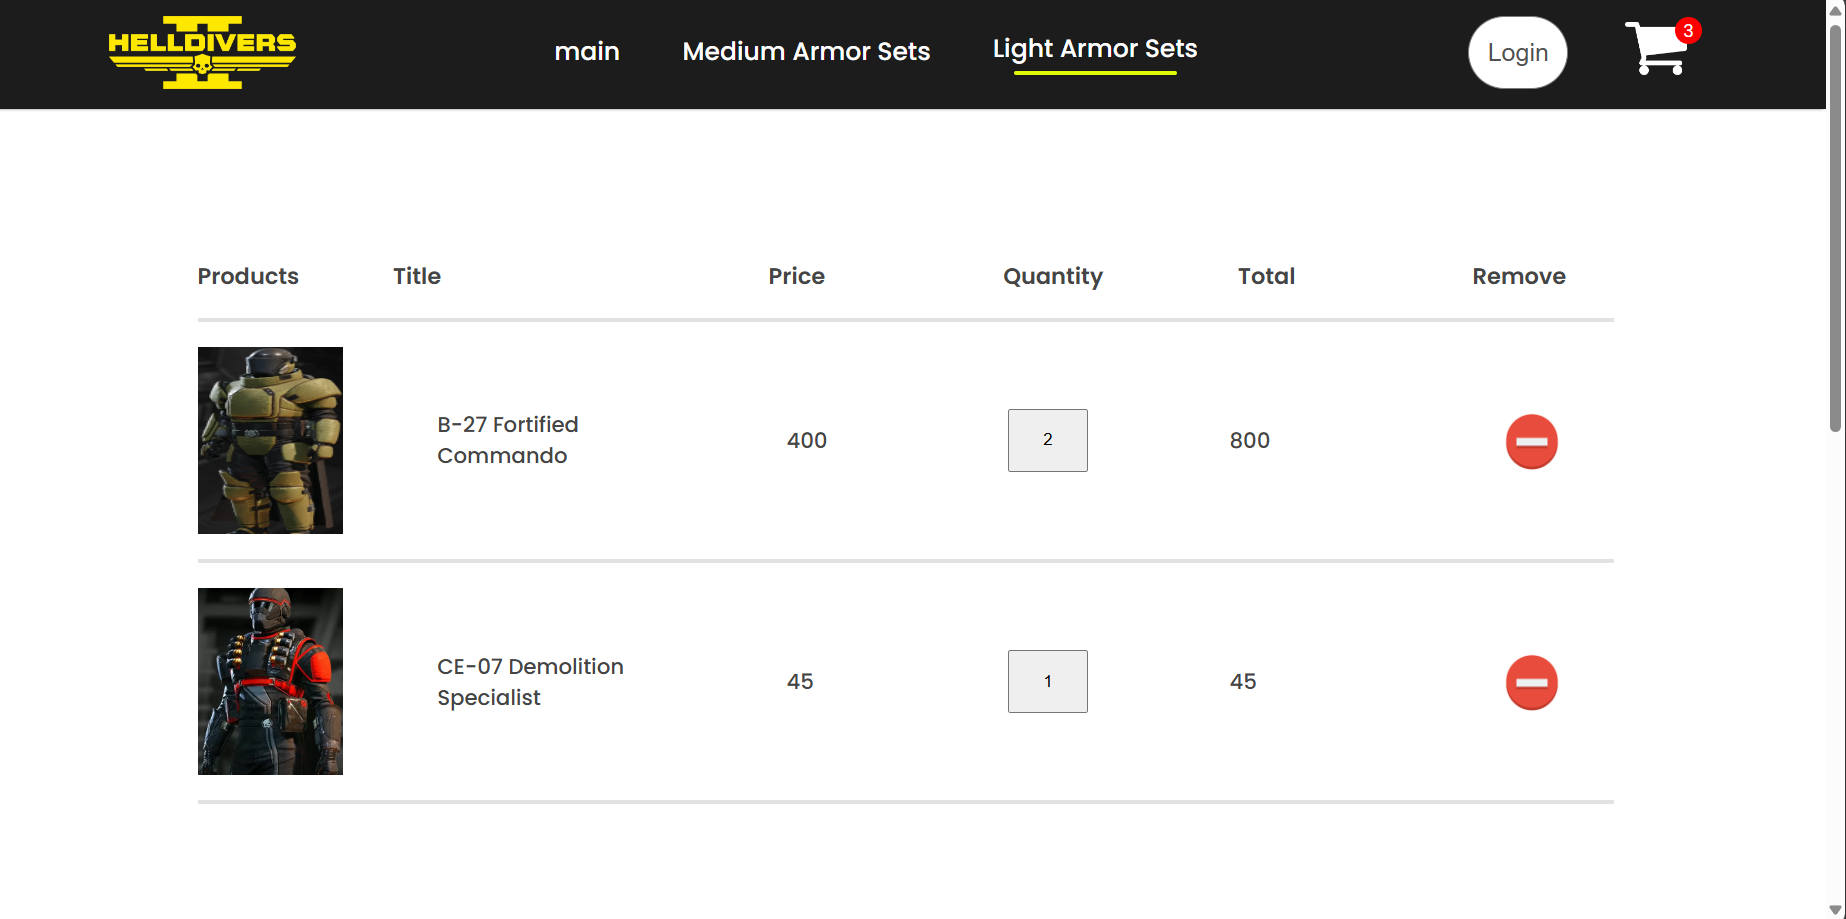 HELLDIVERS
main
Medium Armor Sets
Light Armor Sets
Login
3
Products
Title
Price
Quantity
Total
Remove
B-27 Fortified
Commando
400
2
800
CE-07 Demolition
Specialist
45
1
45